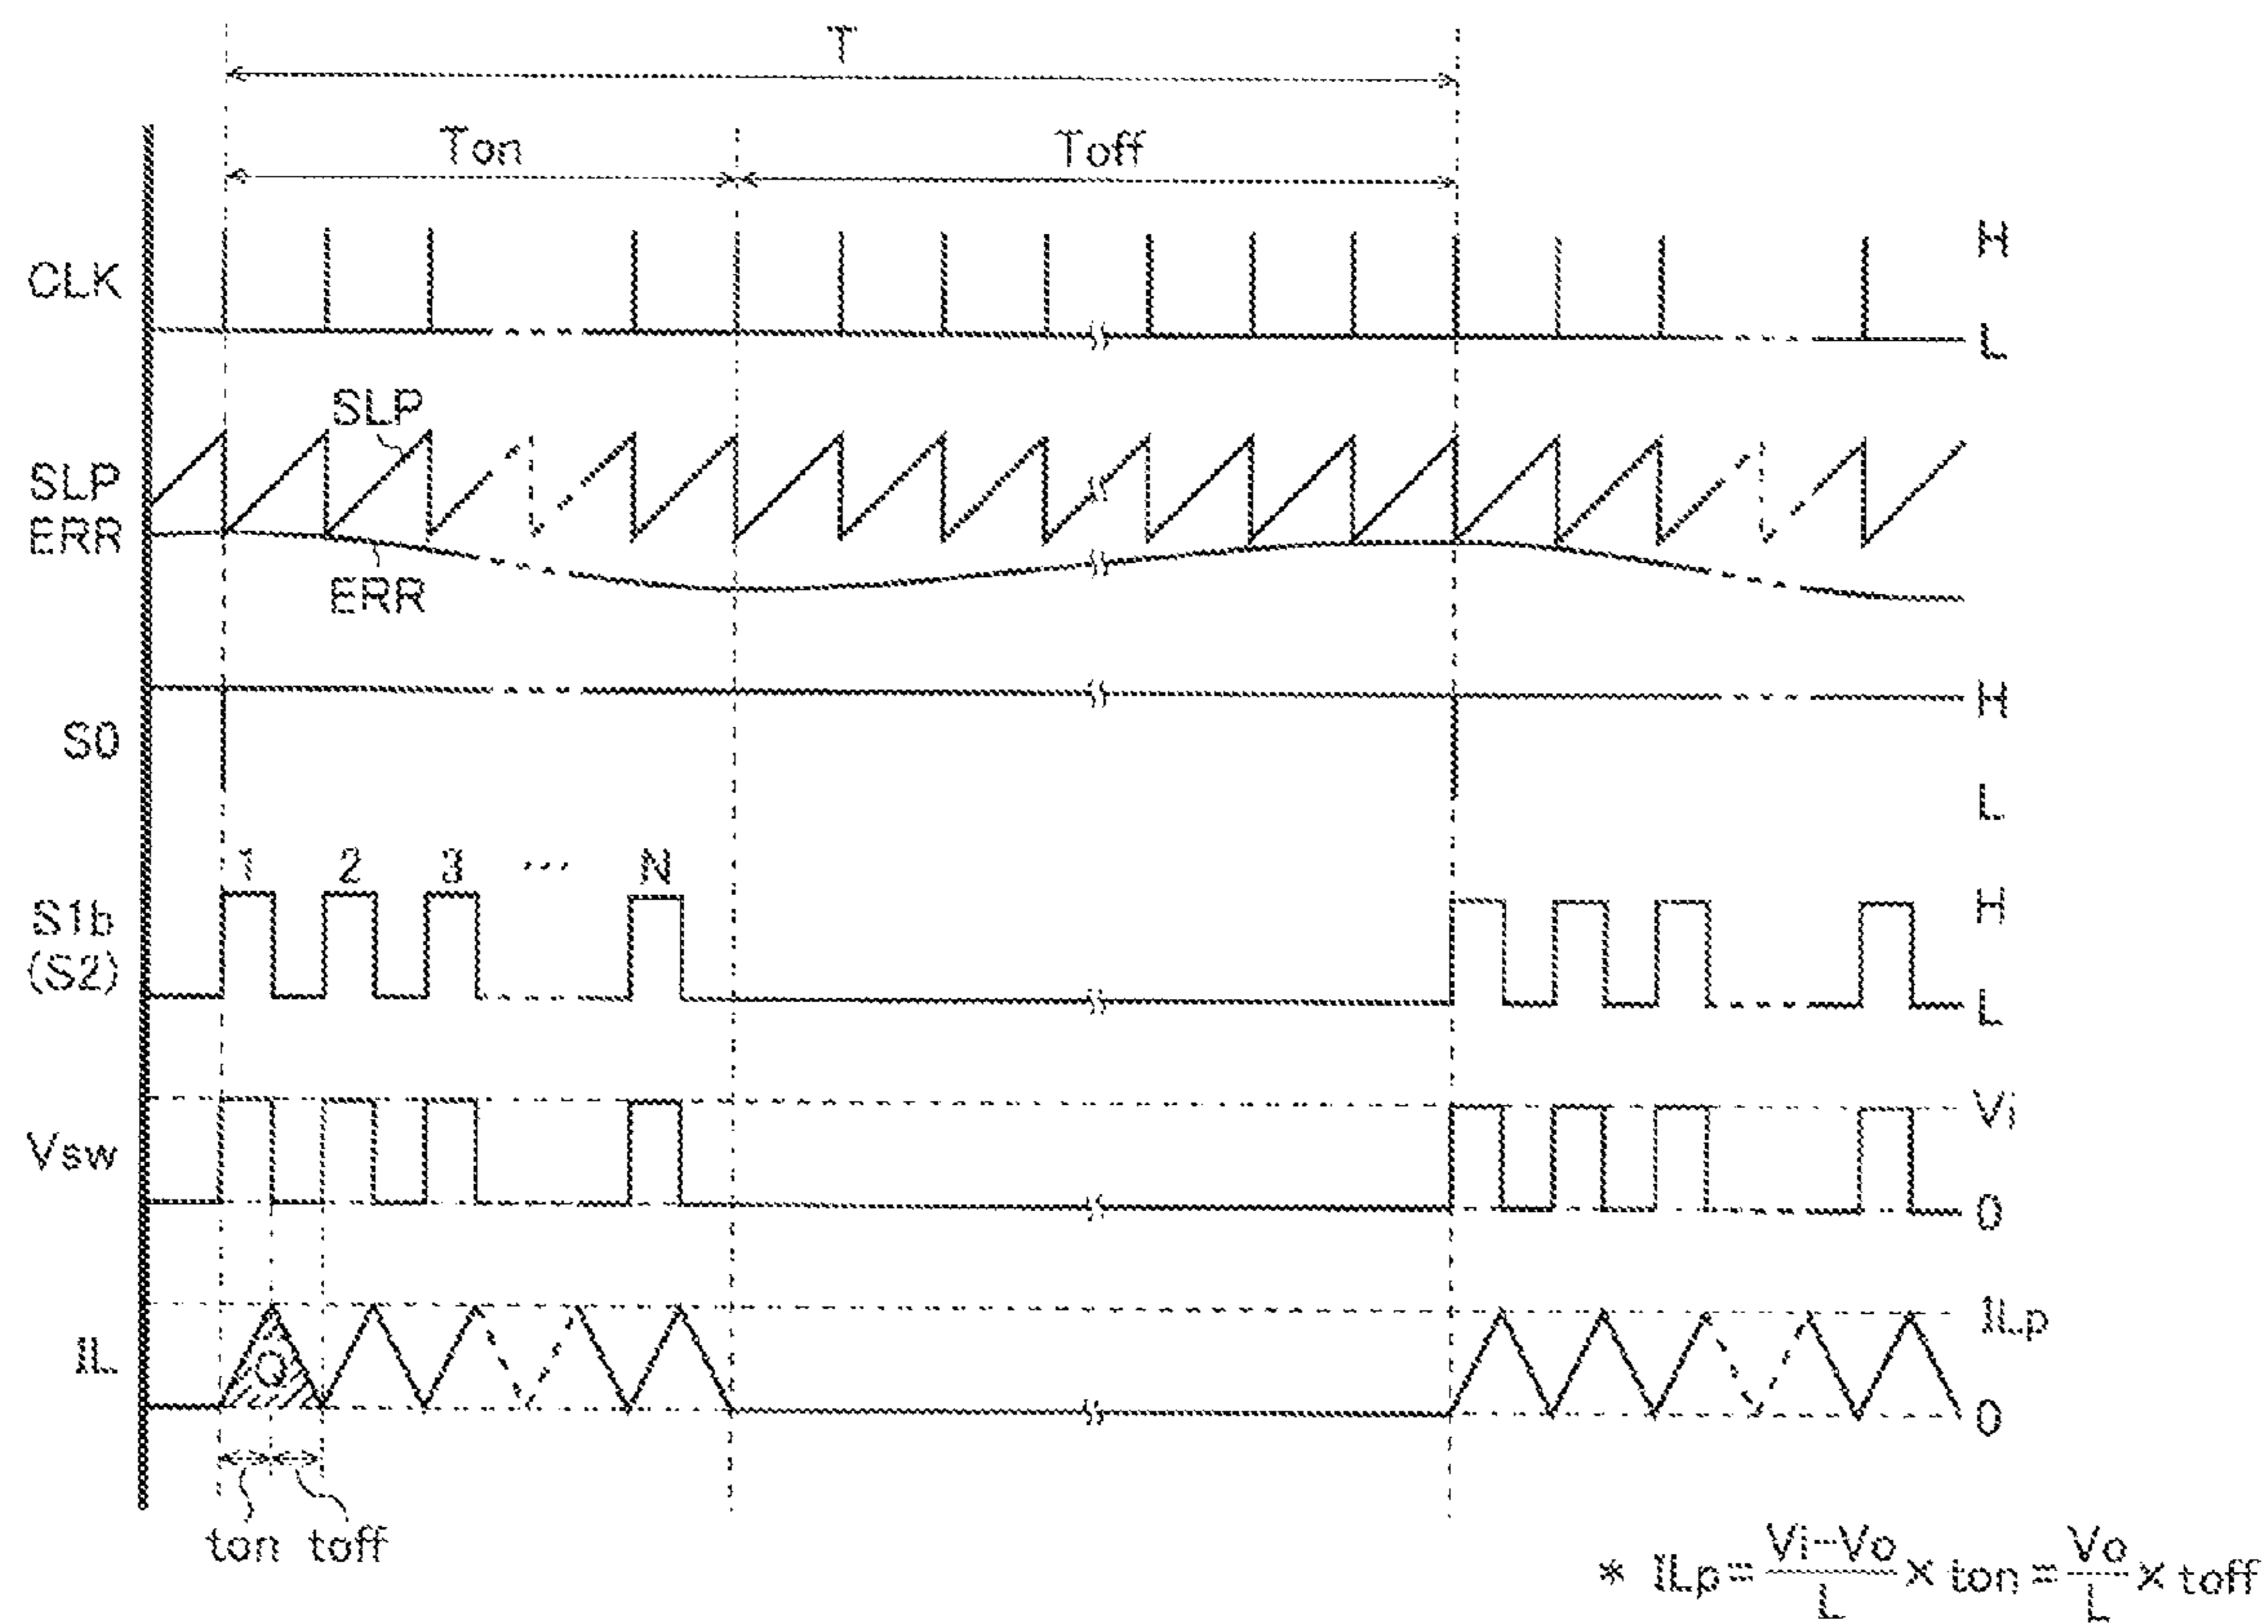 T
Ton Toff
CLK H
L
SLP
SLP
ERR
ERR
S0 H
L
1 2 3 ... N
S1b H
(S2) L
Vsw Vi
0
IL Q ILp
0
ton toff
* ILp = Vi-Vo/L × ton = Vo/L × toff